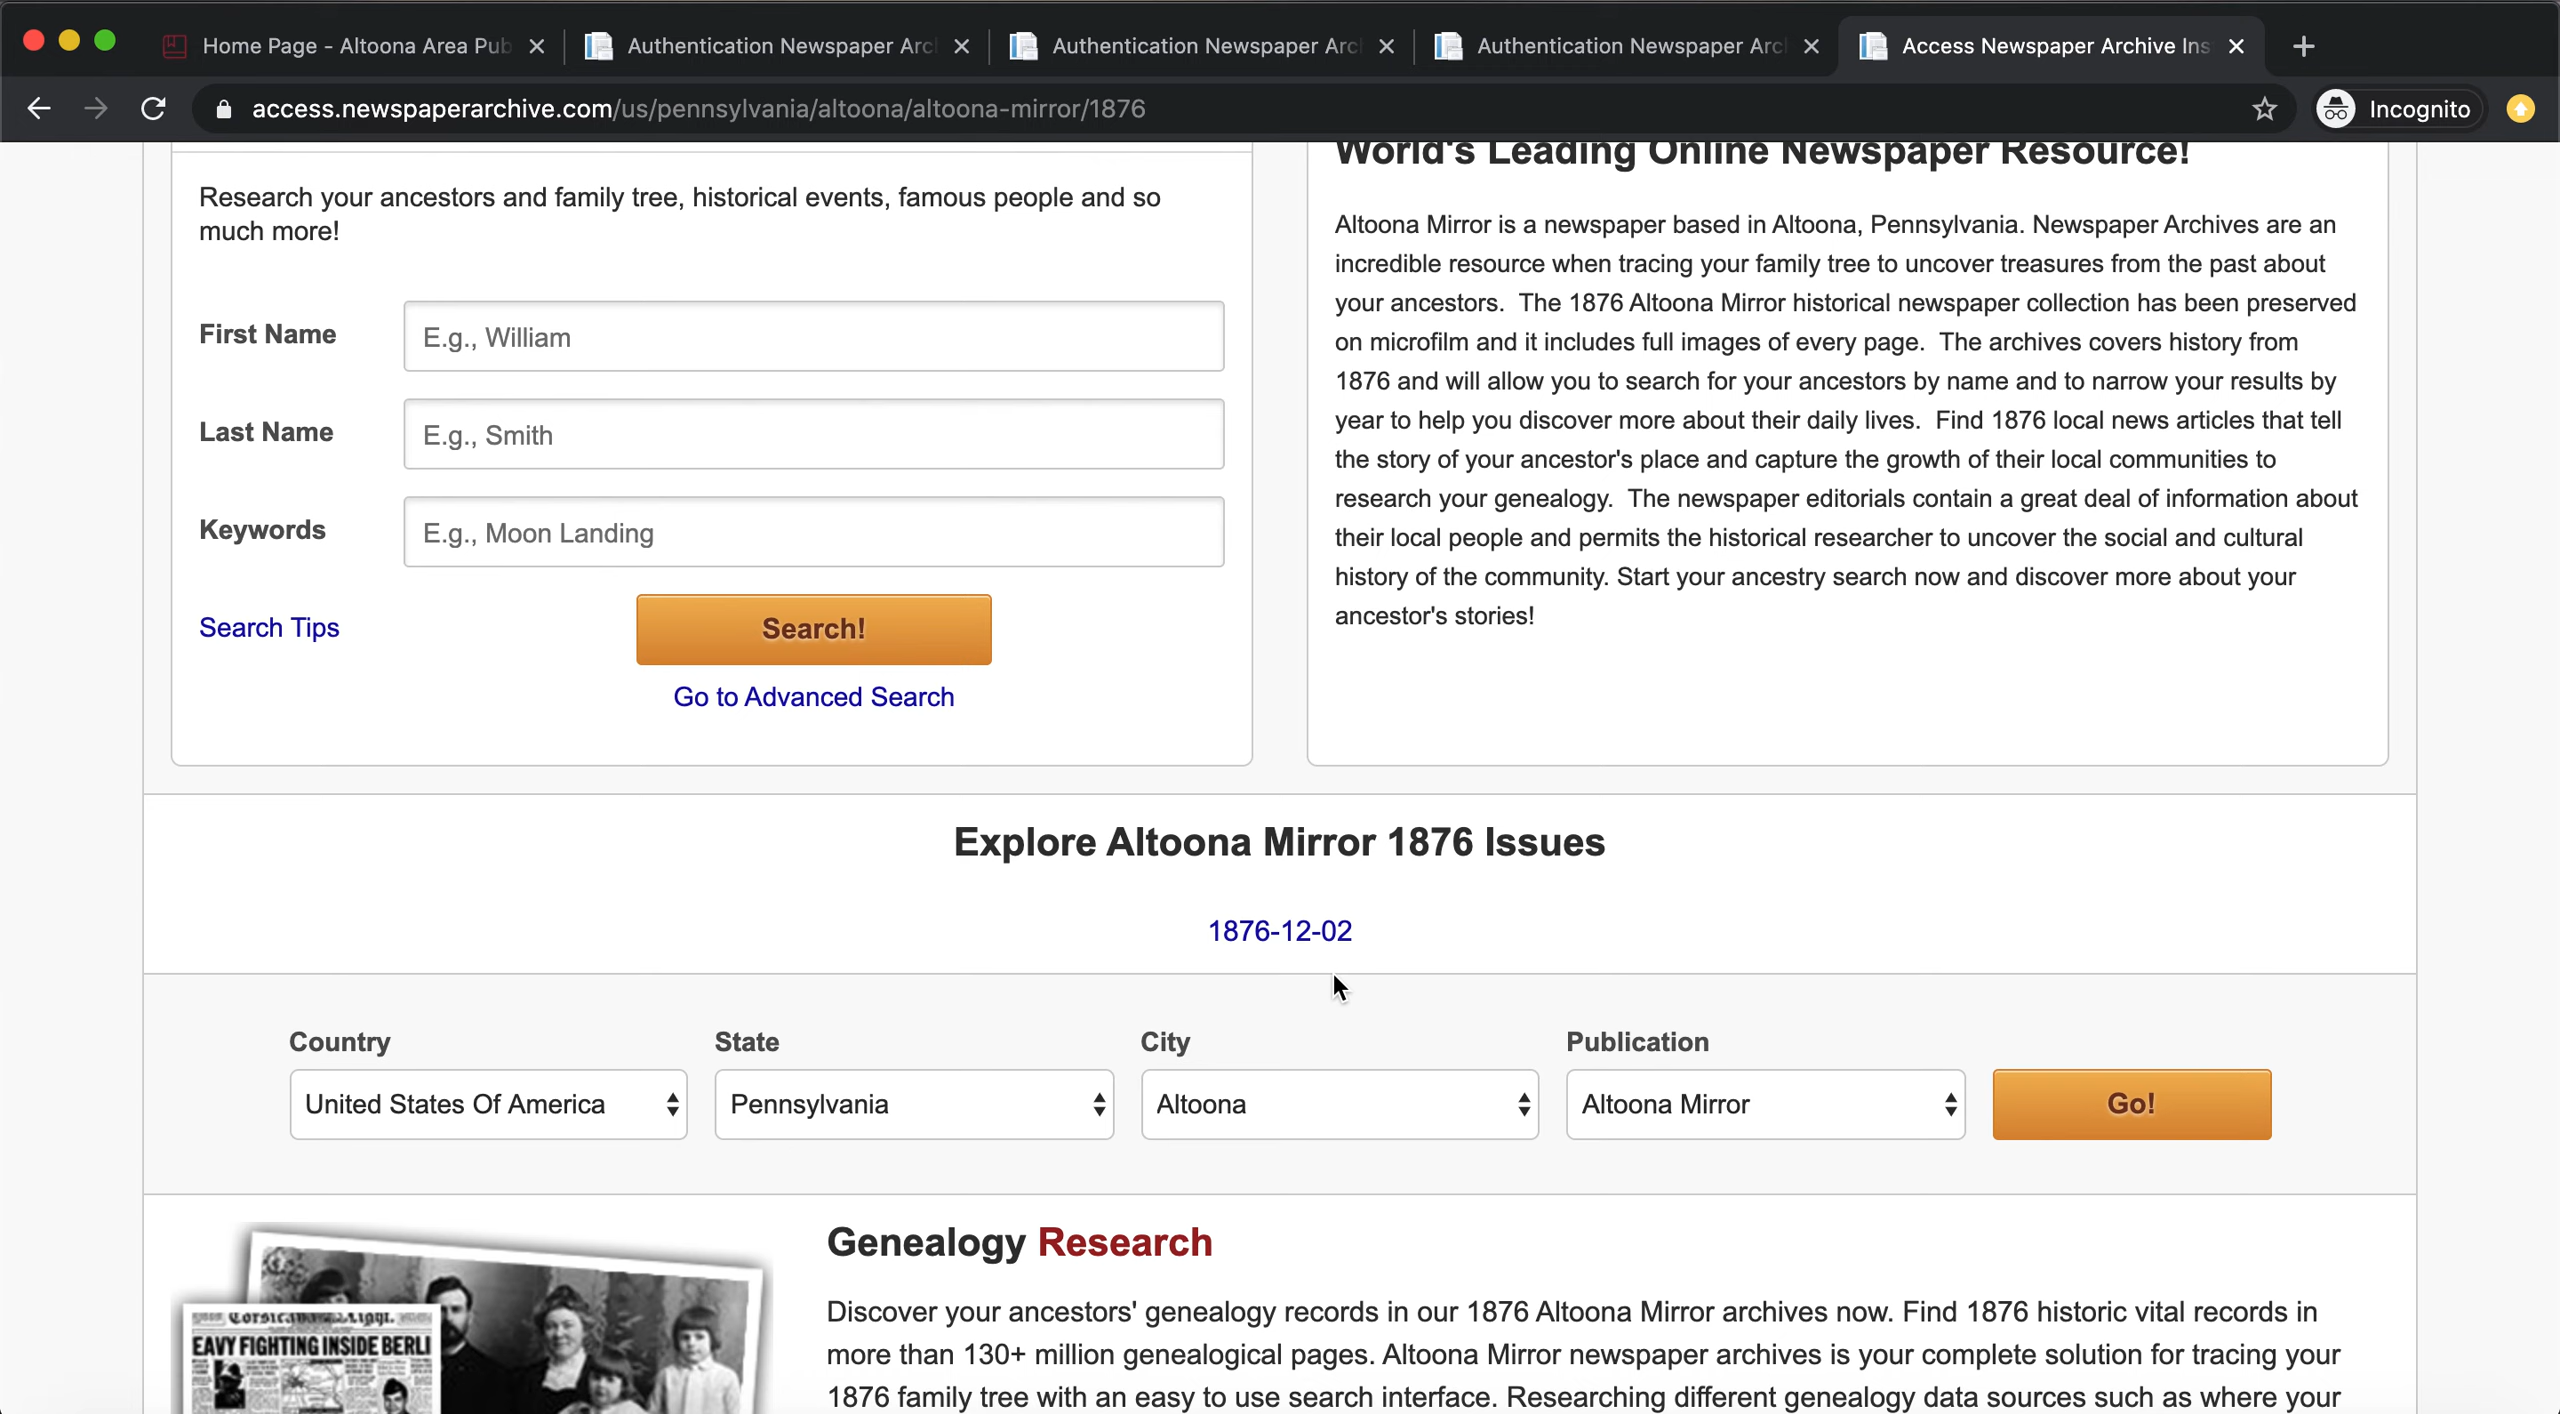 Home Page - Altoona Area Pub
Authentication Newspaper Arc
Authentication Newspaper Arc
Authentication Newspaper Arc
Access Newspaper Archive Ins
access.newspaperarchive.com/us/pennsylvania/altoona/altoona-mirror/1876
Incognito
Research your ancestors and family tree, historical events, famous people and so
much more!
First Name
E.g., William
Last Name
E.g., Smith
Keywords
E.g., Moon Landing
Search Tips
Search!
Go to Advanced Search
World's Leading Online Newspaper Resource!
Altoona Mirror is a newspaper based in Altoona, Pennsylvania. Newspaper Archives are an
incredible resource when tracing your family tree to uncover treasures from the past about
your ancestors. The 1876 Altoona Mirror historical newspaper collection has been preserved
on microfilm and it includes full images of every page. The archives covers history from
1876 and will allow you to search for your ancestors by name and to narrow your results by
year to help you discover more about their daily lives. Find 1876 local news articles that tell
the story of your ancestor's place and capture the growth of their local communities to
research your genealogy. The newspaper editorials contain a great deal of information about
their local people and permits the historical researcher to uncover the social and cultural
history of the community. Start your ancestry search now and discover more about your
ancestor's stories!
Explore Altoona Mirror 1876 Issues
1876-12-02
Country
State
City
Publication
United States Of America
Pennsylvania
Altoona
Altoona Mirror
Go!
EAVY FIGHTING INSIDE BERLI
Genealogy Research
Discover your ancestors' genealogy records in our 1876 Altoona Mirror archives now. Find 1876 historic vital records in
more than 130+ million genealogical pages. Altoona Mirror newspaper archives is your complete solution for tracing your
1876 family tree with an easy to use search interface. Researching different genealogy data sources such as where your